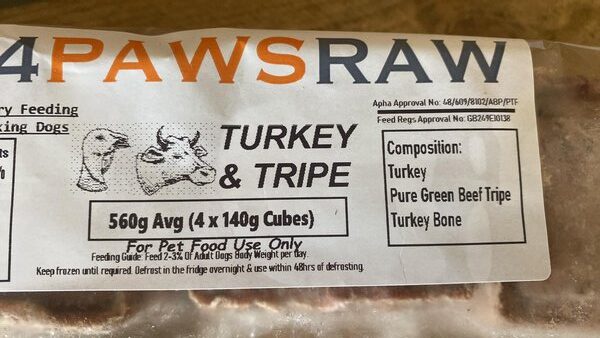 4PAWSRAW
Apha Approval No: 48/609/8102/ABP/PTF
Feed Regs Approval No: GB249E10138
ry Feeding
king Dogs
ts
%
TURKEY
& TRIPE
560g Avg (4 x 140g Cubes)
For Pet Food Use Only
Feeding Guide: Feed 2-3% Of Adult Dogs Body Weight per day.
Keep frozen until required. Defrost in the fridge overnight & use within 48hrs of defrosting.
Composition:
Turkey
Pure Green Beef Tripe
Turkey Bone